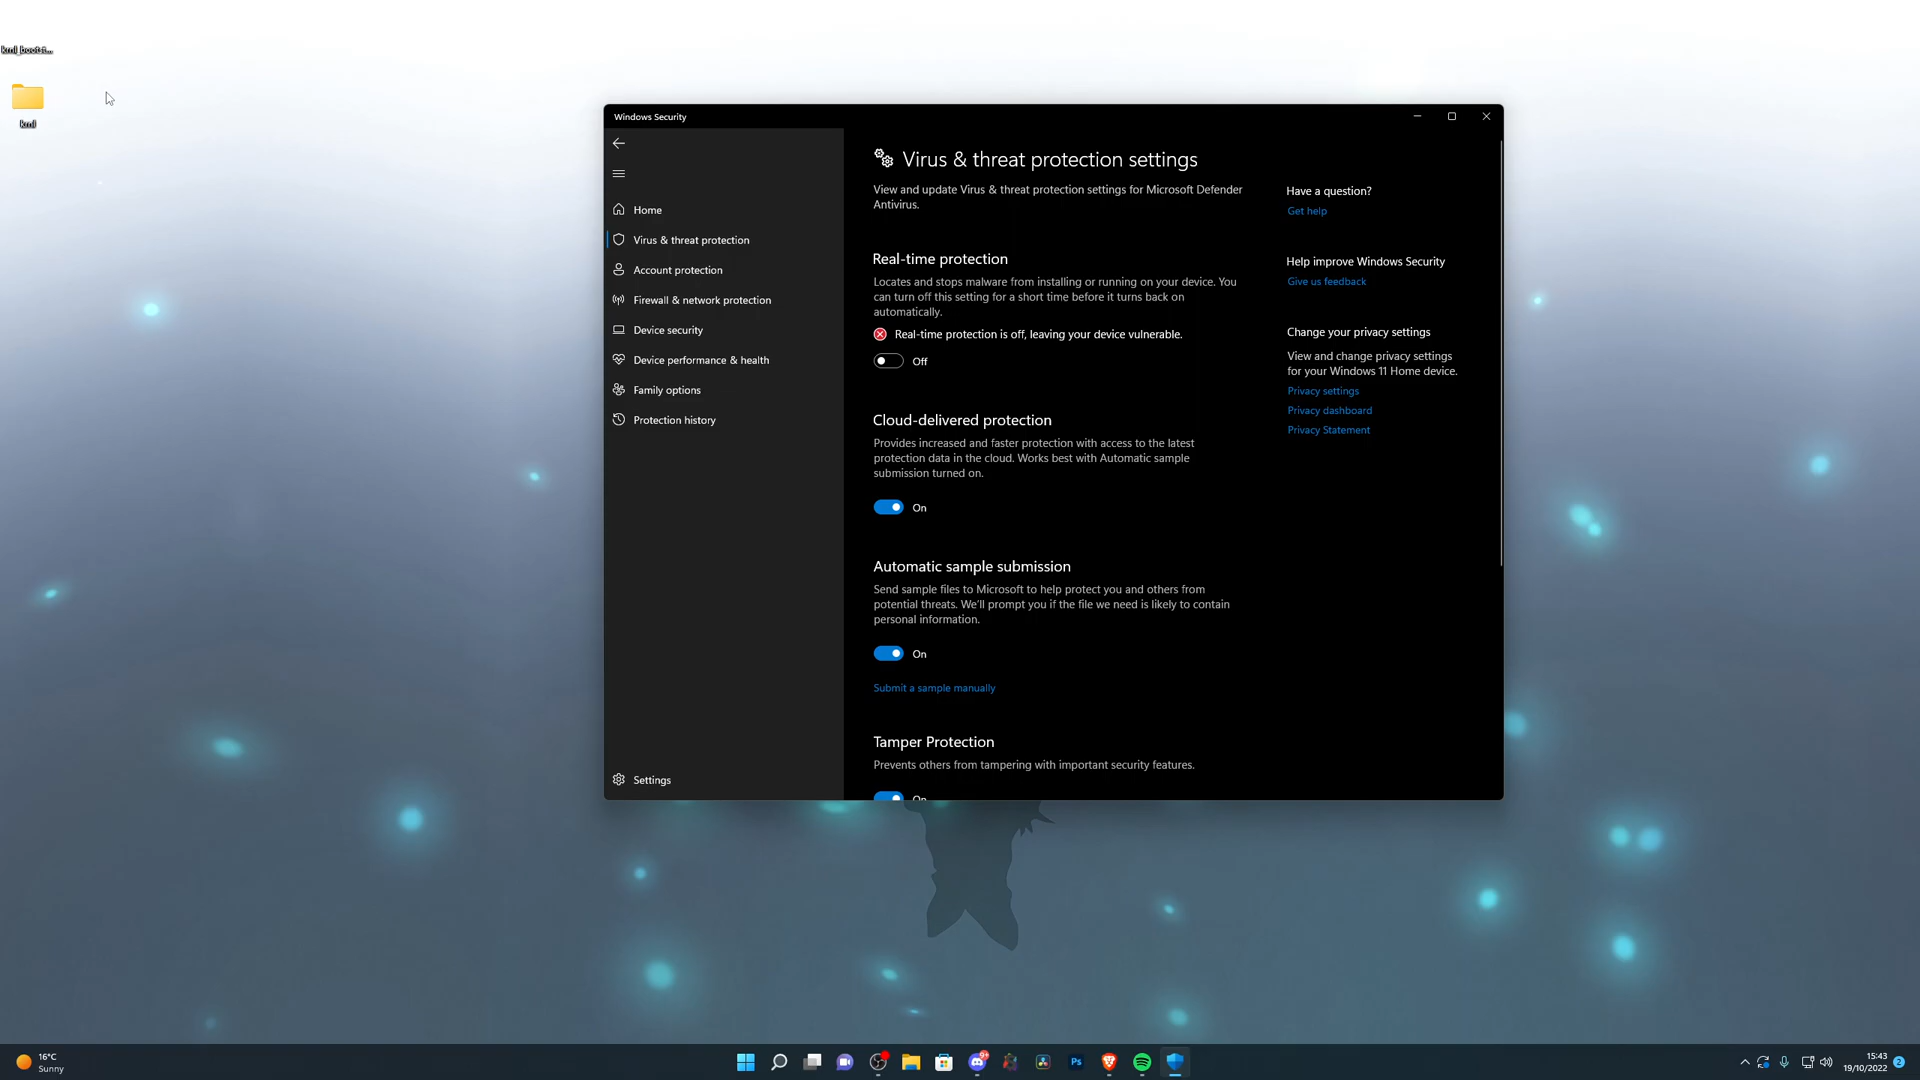 krnl_bootst...
krnl
Windows Security
Home
Virus & threat protection
Account protection
Firewall & network protection
Device security
Device performance & health
Family options
Protection history
Settings
Virus & threat protection settings
View and update Virus & threat protection settings for Microsoft Defender
Antivirus.
Real-time protection
Locates and stops malware from installing or running on your device. You
can turn off this setting for a short time before it turns back on
automatically.
Real-time protection is off, leaving your device vulnerable.
Off
Cloud-delivered protection
Provides increased and faster protection with access to the latest
protection data in the cloud. Works best with Automatic sample
submission turned on.
On
Automatic sample submission
Send sample files to Microsoft to help protect you and others from
potential threats. We'll prompt you if the file we need is likely to contain
personal information.
On
Submit a sample manually
Tamper Protection
Prevents others from tampering with important security features.
On
Have a question?
Get help
Help improve Windows Security
Give us feedback
Change your privacy settings
View and change privacy settings
for your Windows 11 Home device.
Privacy settings
Privacy dashboard
Privacy Statement
16°C
Sunny
9+
Ps
15:43
19/10/2022
2